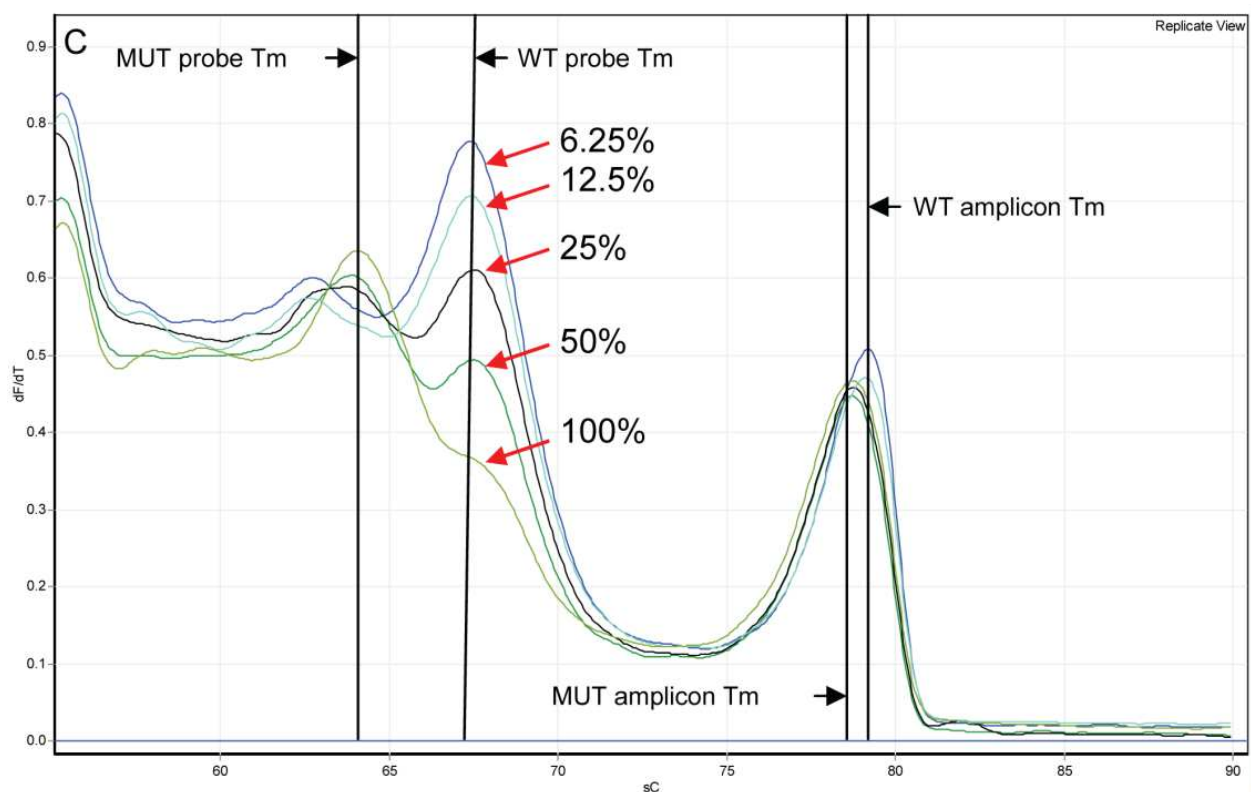 C
Replicate View
MUT probe Tm
WT probe Tm
6.25%
12.5%
25%
50%
100%
WT amplicon Tm
MUT amplicon Tm
dF/dT
0.9
0.8
0.7
0.6
0.5
0.4
0.3
0.2
0.1
0.0
60
65
70
75
80
85
90
sC